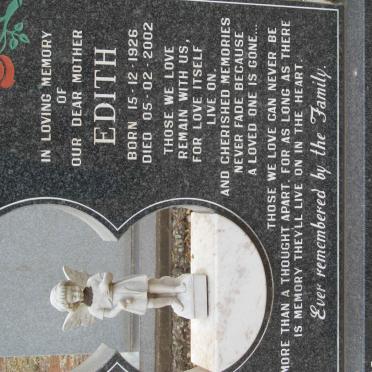 IN LOVING MEMORY
OF
OUR DEAR MOTHER
EDITH
BORN 15-12-1926
DIED 05-02-2002
THOSE WE LOVE
REMAIN WITH US,
FOR LOVE ITSELF
LIVE ON,
AND CHERISHED MEMORIES
NEVER FADE BECAUSE
A LOVED ONE IS GONE...
THOSE WE LOVE CAN NEVER BE
MORE THAN A THOUGHT APART. FOR AS LONG AS THERE
IS MEMORY THEY'LL LIVE ON IN THE HEART.
Ever remembered by the Family